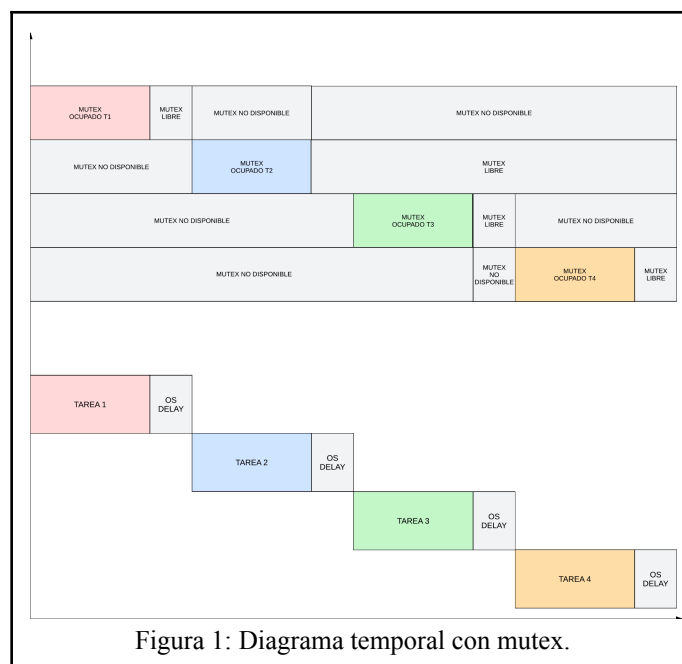 MUTEX
OCUPADO T1
MUTEX
LIBRE
MUTEX NO DISPONIBLE
MUTEX NO DISPONIBLE
MUTEX NO DISPONIBLE
MUTEX
OCUPADO T2
MUTEX
LIBRE
MUTEX NO DISPONIBLE
MUTEX
OCUPADO T3
MUTEX
LIBRE
MUTEX NO DISPONIBLE
MUTEX NO DISPONIBLE
MUTEX
NO
DISPONIBLE
MUTEX
OCUPADO T4
MUTEX
LIBRE
TAREA 1
OS
DELAY
TAREA 2
OS
DELAY
TAREA 3
OS
DELAY
TAREA 4
OS
DELAY
Figura 1: Diagrama temporal con mutex.